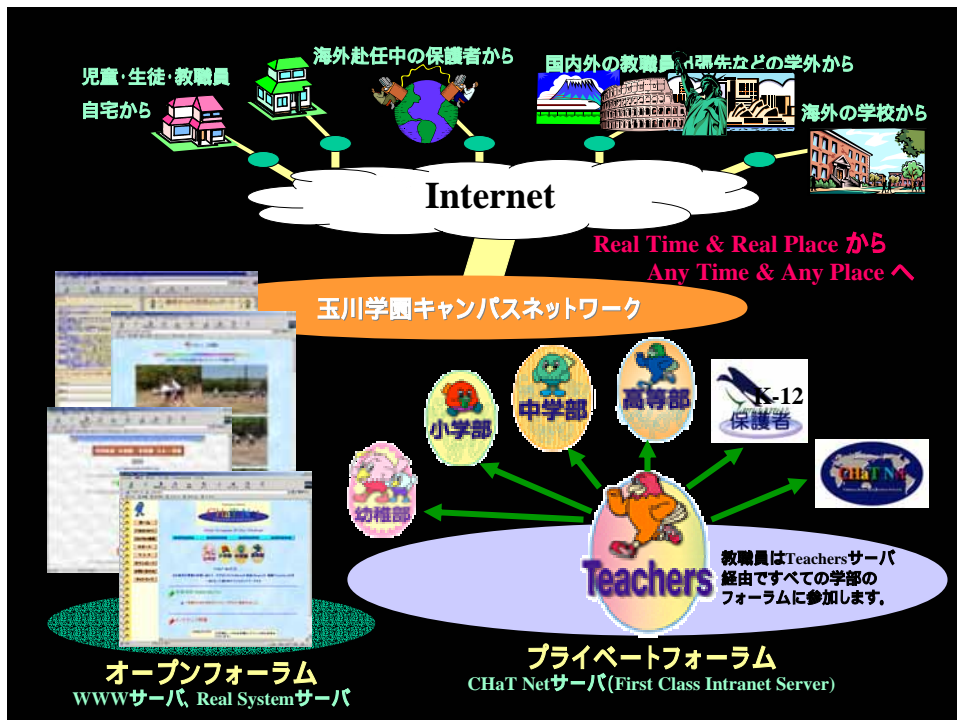 児童・生徒・教職員
自宅から
海外赴任中の保護者から
国内外の教職員出張先などの学外から
海外の学校から
Internet
Real Time & Real Place から
Any Time & Any Place へ
玉川学園キャンパスネットワーク
幼稚部
小学部
中学部
高等部
K-12
保護者
CHaT Net
Teachers
教職員はTeachersサーバ
経由ですべての学部の
フォーラムに参加します。
オープンフォーラム
WWWサーバ、Real Systemサーバ
プライベートフォーラム
CHaT Netサーバ(First Class Intranet Server)